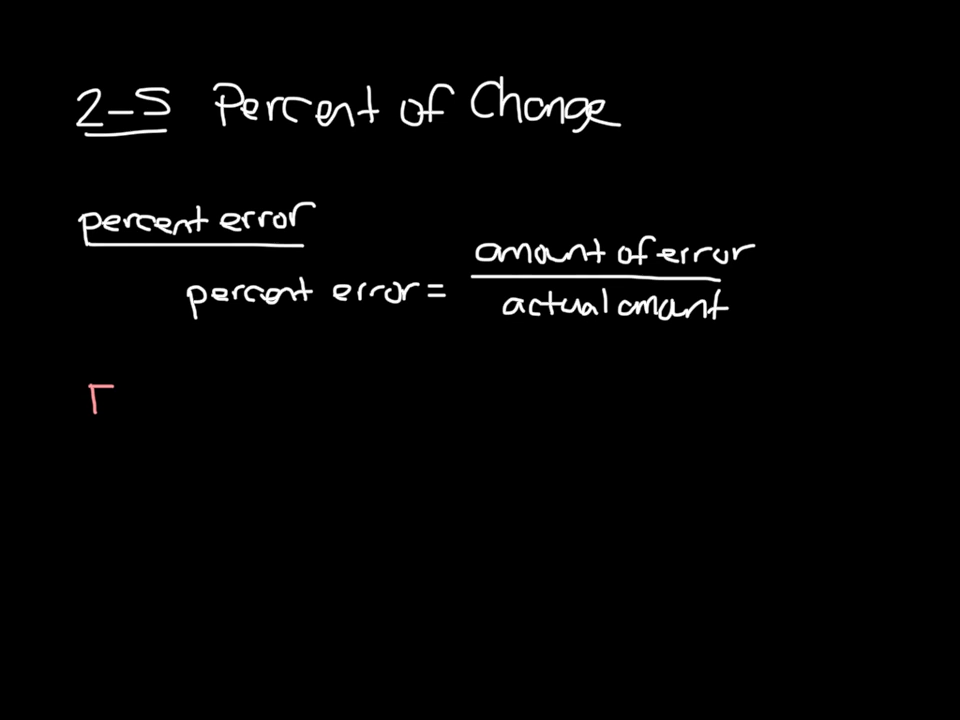 2-5 Percent of Change
percent error
percent error = amount of error
actual amount